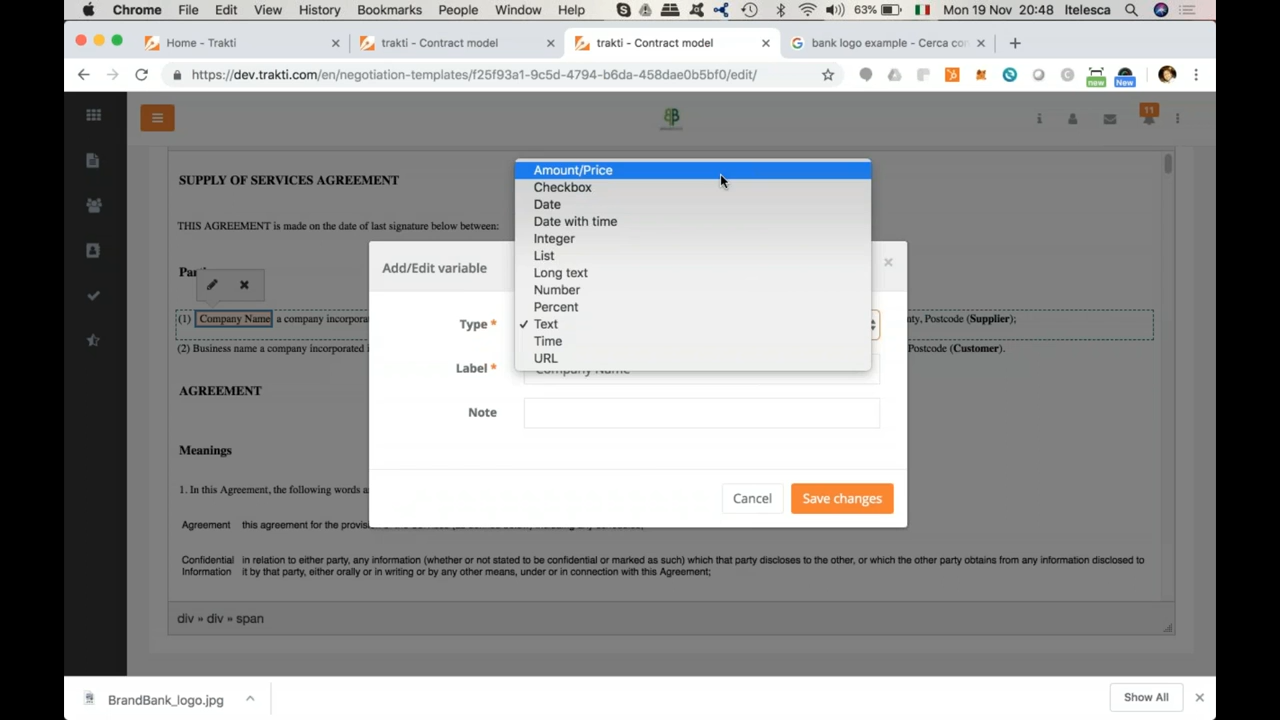 Chrome File Edit View History Bookmarks People Window Help 63% Mon 19 Nov 20:48 Itelesca
Home - Trakti
trakti - Contract model
trakti - Contract model
bank logo example - Cerca con
https://dev.trakti.com/en/negotiation-templates/f25f93a1-9c5d-4794-b6da-458dae0b5bf0/edit/
new
New
11
SUPPLY OF SERVICES AGREEMENT
THIS AGREEMENT is made on the date of last signature below between:
(1) Company Name a company incorporat
ty, Postcode (Supplier);
(2) Business name a company incorporated i
Postcode (Customer).
AGREEMENT
Meanings
1. In this Agreement, the following words a
Agreement this agreement for the provis
Confidential Information in relation to either party, any information (whether or not stated to be confidential or marked as such) which that party discloses to the other, or which the other party obtains from any information disclosed to
it by that party, either orally or in writing or by any other means, under or in connection with this Agreement;
div » div » span
Add/Edit variable
Type *
Amount/Price
Checkbox
Date
Date with time
Integer
List
Long text
Number
Percent
✓ Text
Time
URL
Label *
Company Name
Note
Cancel
Save changes
BrandBank_logo.jpg
Show All